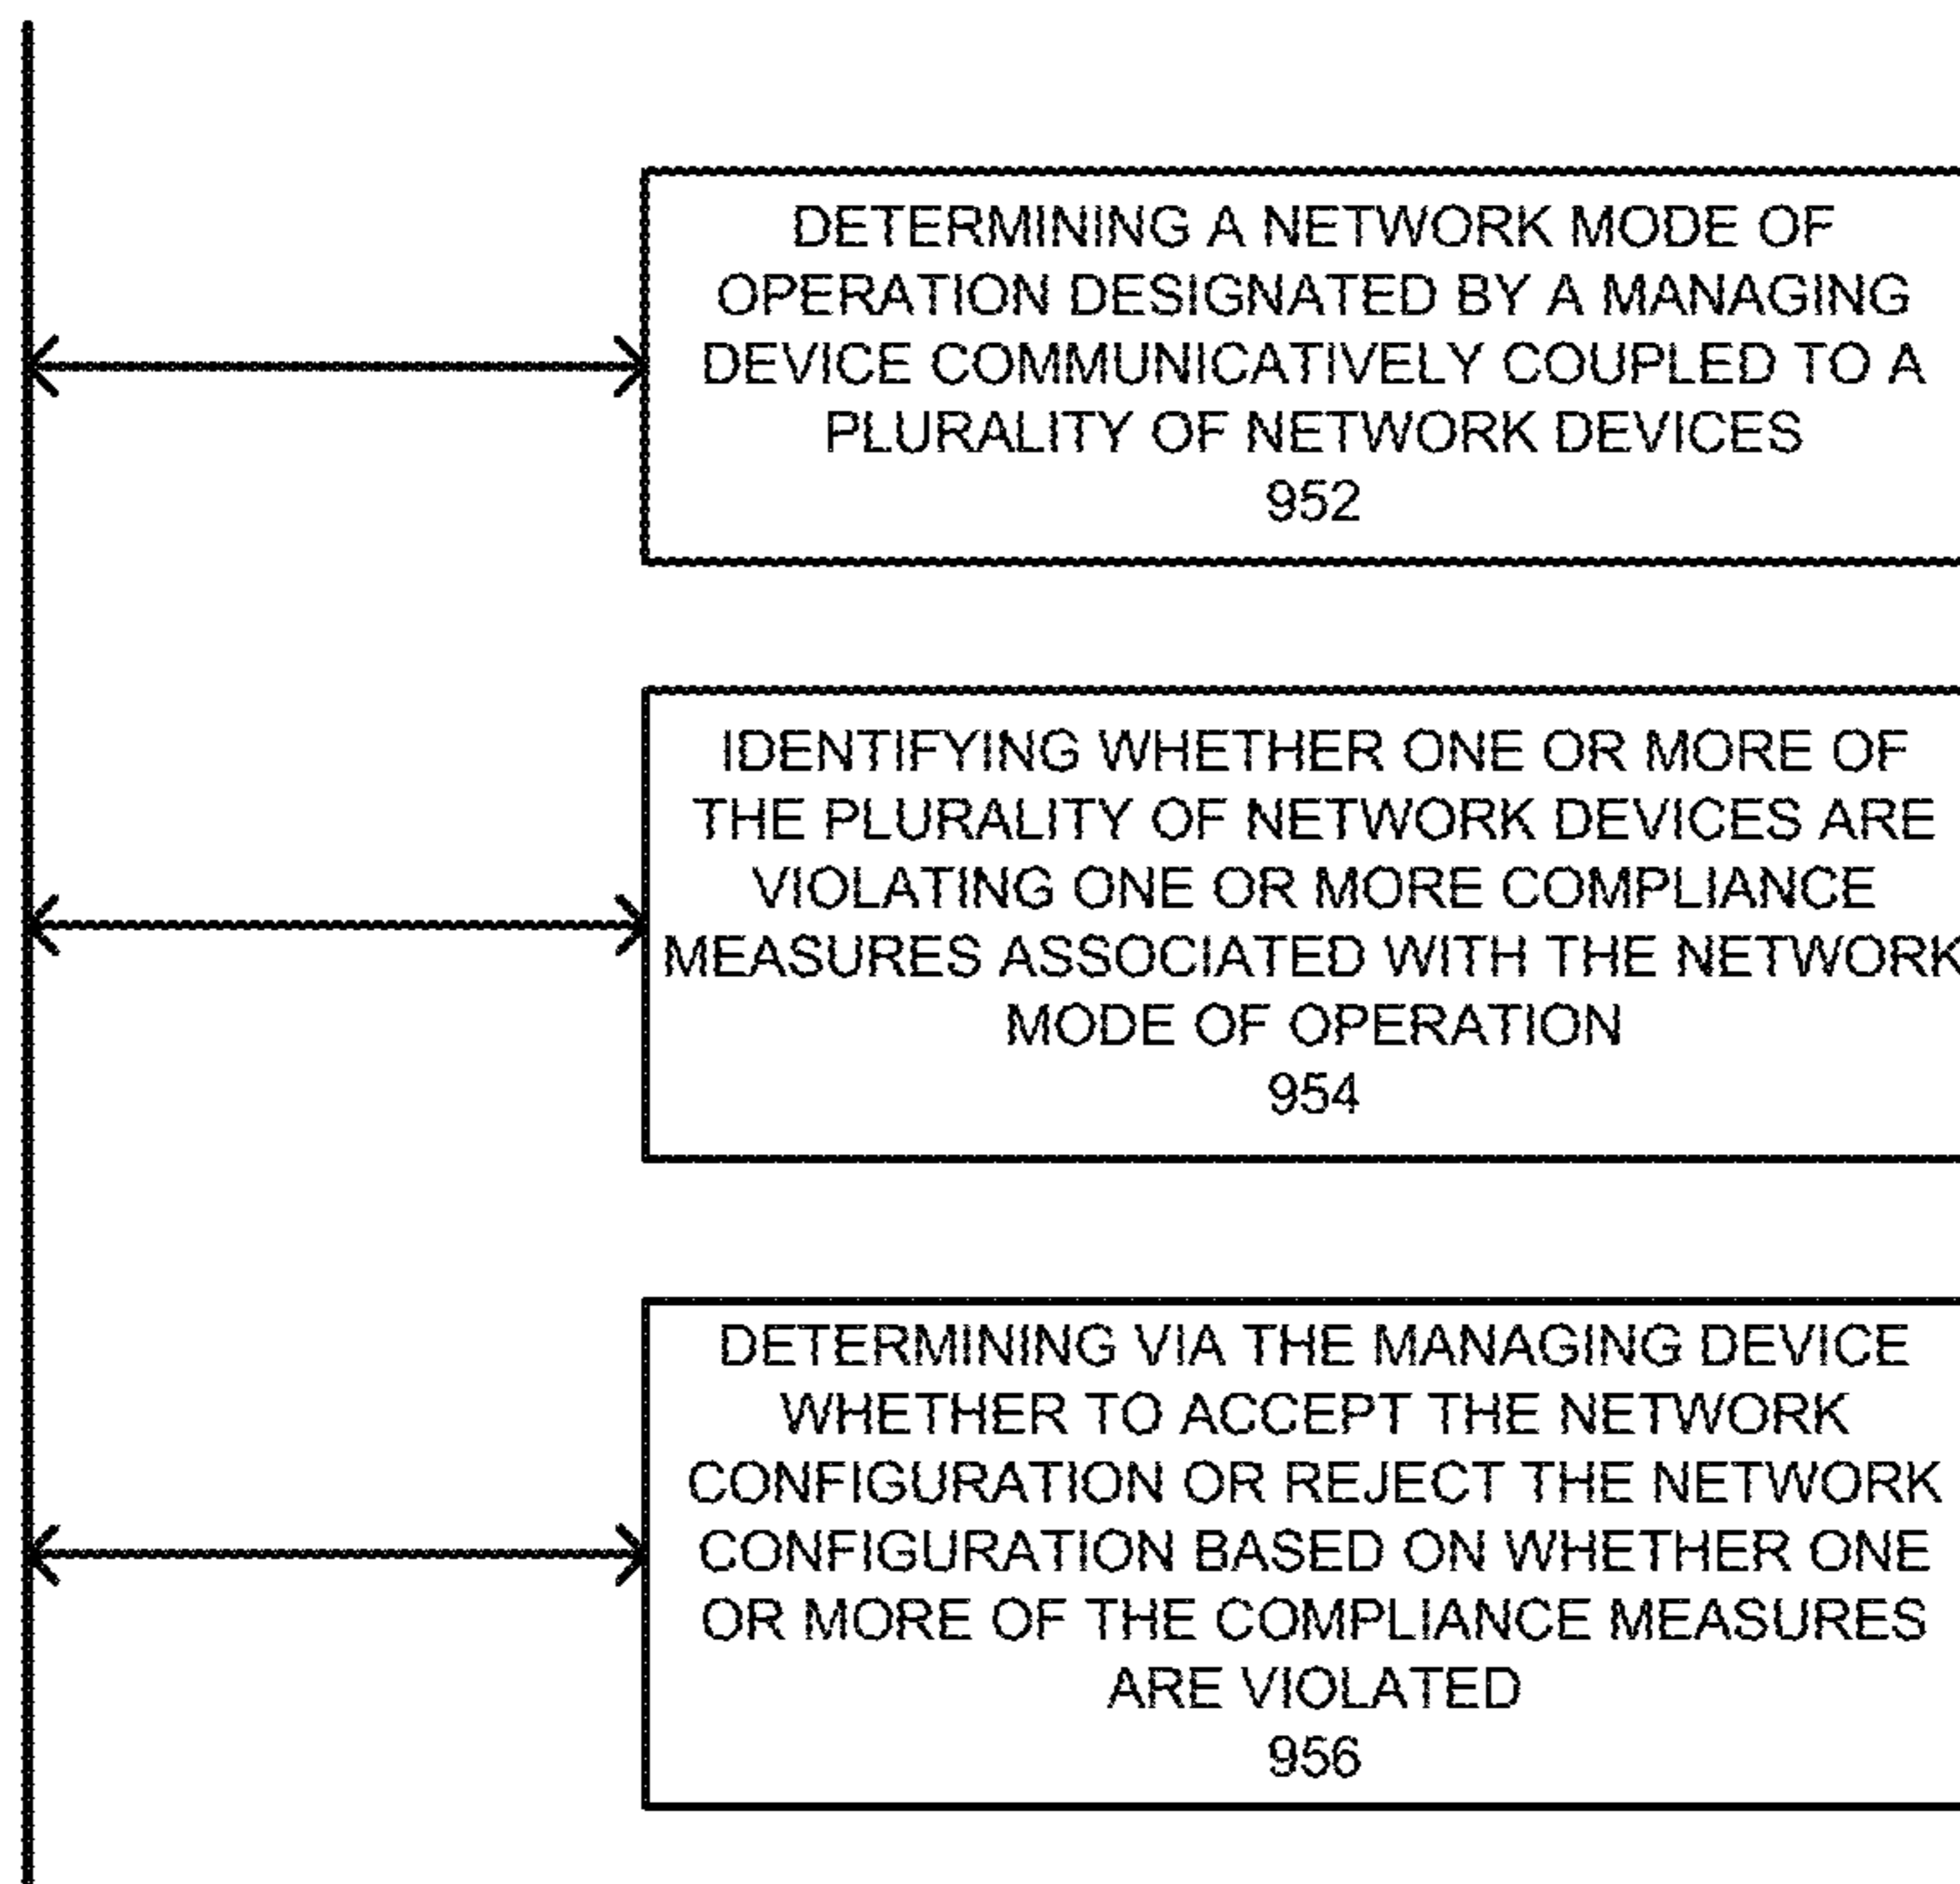 DETERMINING A NETWORK MODE OF
OPERATION DESIGNATED BY A MANAGING
DEVICE COMMUNICATIVELY COUPLED TO A
PLURALITY OF NETWORK DEVICES
952
IDENTIFYING WHETHER ONE OR MORE OF
THE PLURALITY OF NETWORK DEVICES ARE
VIOLATING ONE OR MORE COMPLIANCE
MEASURES ASSOCIATED WITH THE NETWORK
MODE OF OPERATION
954
DETERMINING VIA THE MANAGING DEVICE
WHETHER TO ACCEPT THE NETWORK
CONFIGURATION OR REJECT THE NETWORK
CONFIGURATION BASED ON WHETHER ONE
OR MORE OF THE COMPLIANCE MEASURES
ARE VIOLATED
956